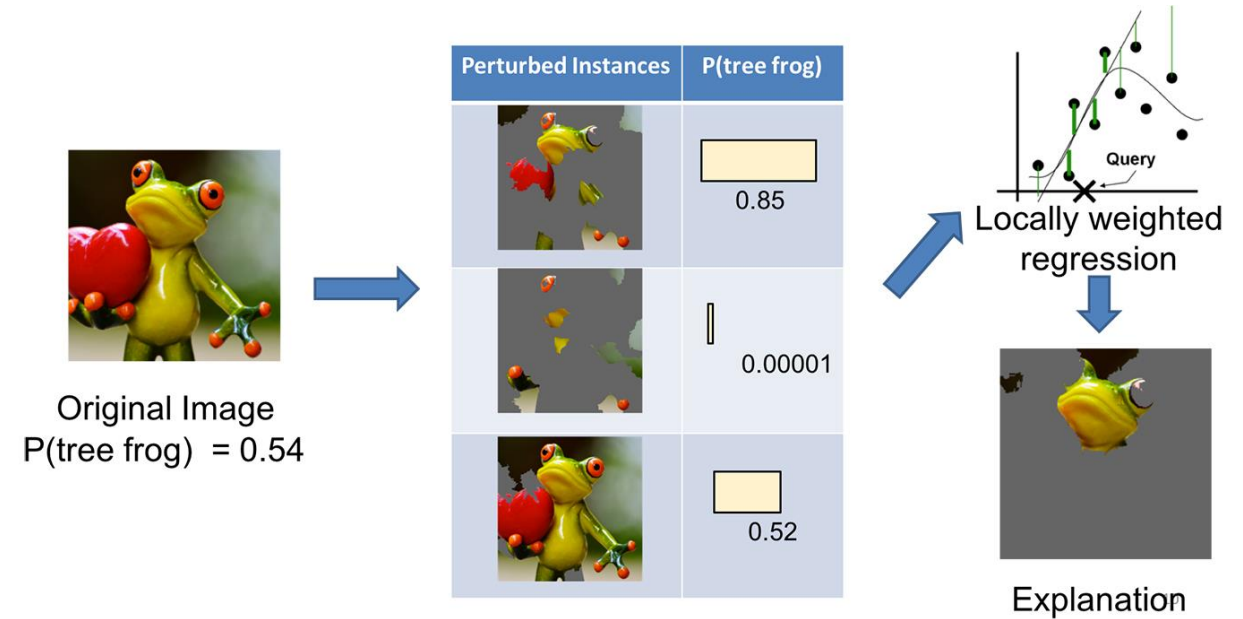 Original Image
P(tree frog) = 0.54
Perturbed Instances
P(tree frog)
0.85
0.00001
0.52
Query
Locally weighted
regression
Explanation